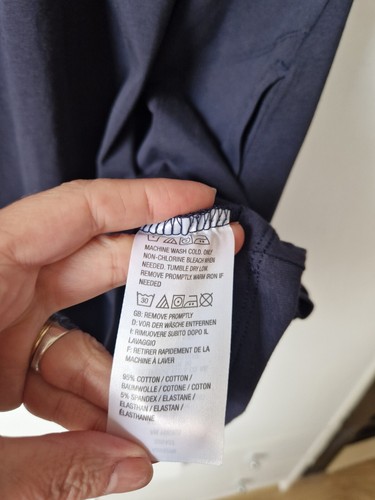 MACHINE WASH COLD. ONLY
NON-CHLORINE BLEACH WHEN
NEEDED. TUMBLE DRY LOW
REMOVE PROMPTLY. WARM IRON IF
NEEDED
30
GB: REMOVE PROMPTLY
D: VOR DER WÄSCHE ENTFERNEN
I: RIMUOVERE SUBITO DOPO IL
LAVAGGIO
F: RETIRER RAPIDEMENT DE LA
MACHINE À LAVER
95% COTTON / COTTON /
BAUMWOLLE / COTONE / COTON
5% SPANDEX / ELASTANE /
ELASTHAN / ELASTAN /
ÉLASTHANNE